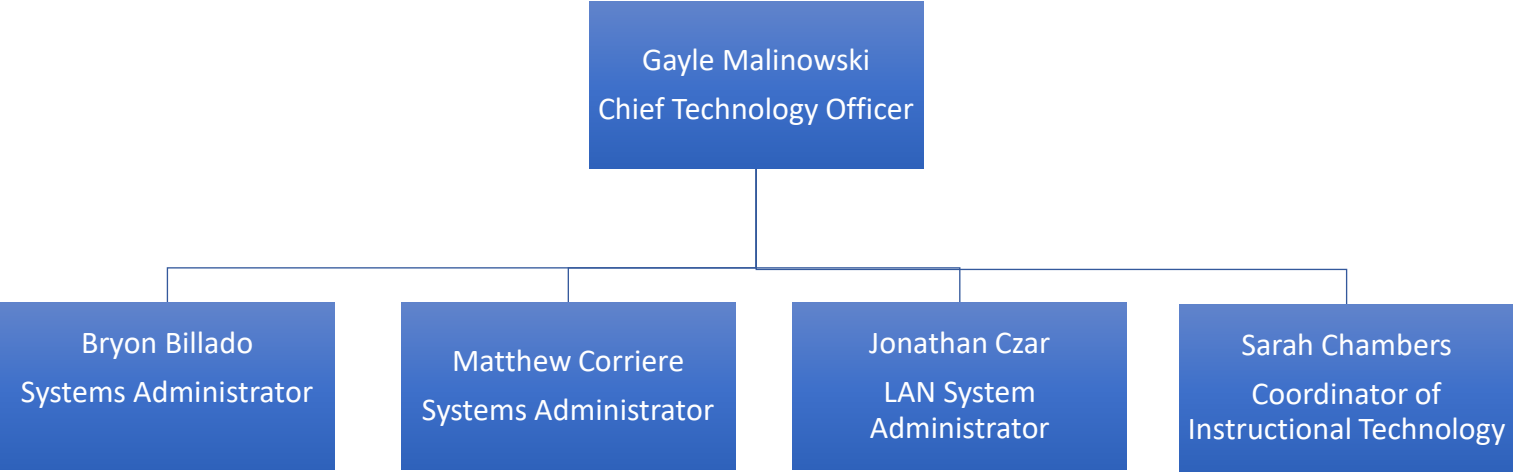 Gayle Malinowski
Chief Technology Officer
Bryon Billado
Systems Administrator
Matthew Corriere
Systems Administrator
Jonathan Czar
LAN System
Administrator
Sarah Chambers
Coordinator of
Instructional Technology